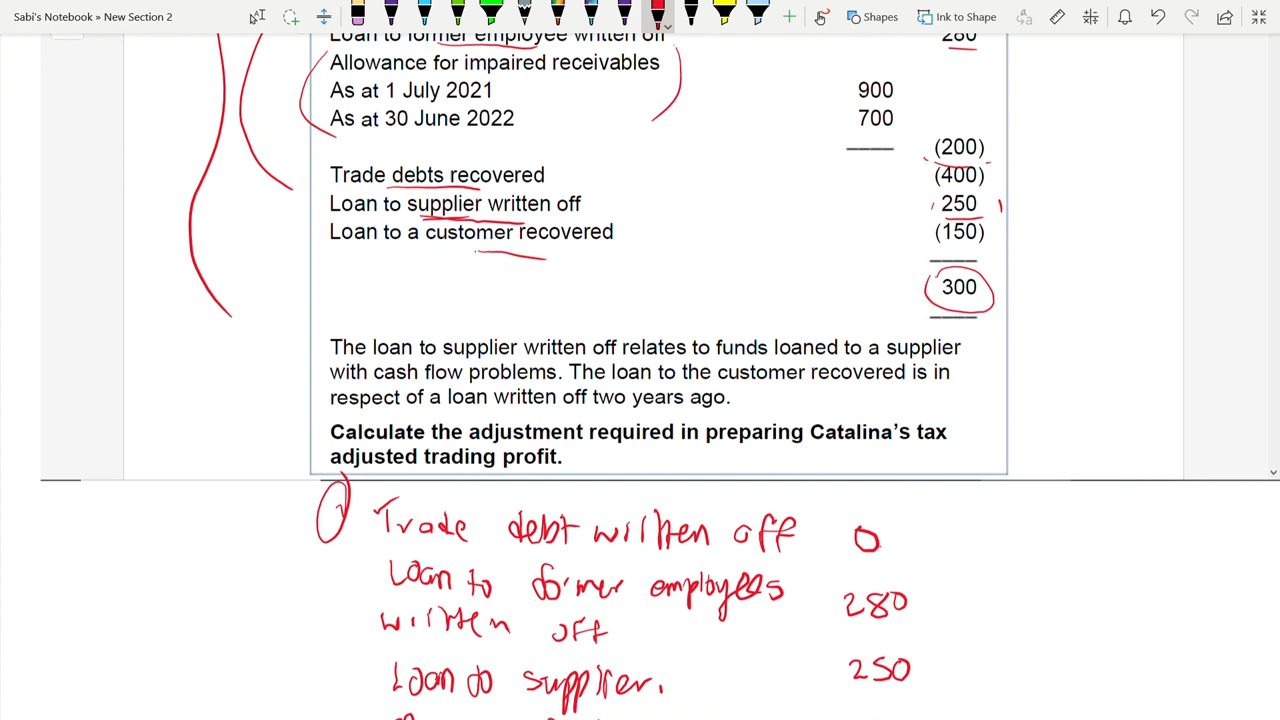 Sabi's Notebook » New Section 2
Shapes
Ink to Shape
Loan to former employee written off 280
Allowance for impaired receivables
As at 1 July 2021 900
As at 30 June 2022 700
(200)
Trade debts recovered (400)
Loan to supplier written off 250
Loan to a customer recovered (150)
300
The loan to supplier written off relates to funds loaned to a supplier
with cash flow problems. The loan to the customer recovered is in
respect of a loan written off two years ago.
Calculate the adjustment required in preparing Catalina's tax
adjusted trading profit.
Trade debt written off 0
Loan to former employees
written off 280
Loan to supplier. 250